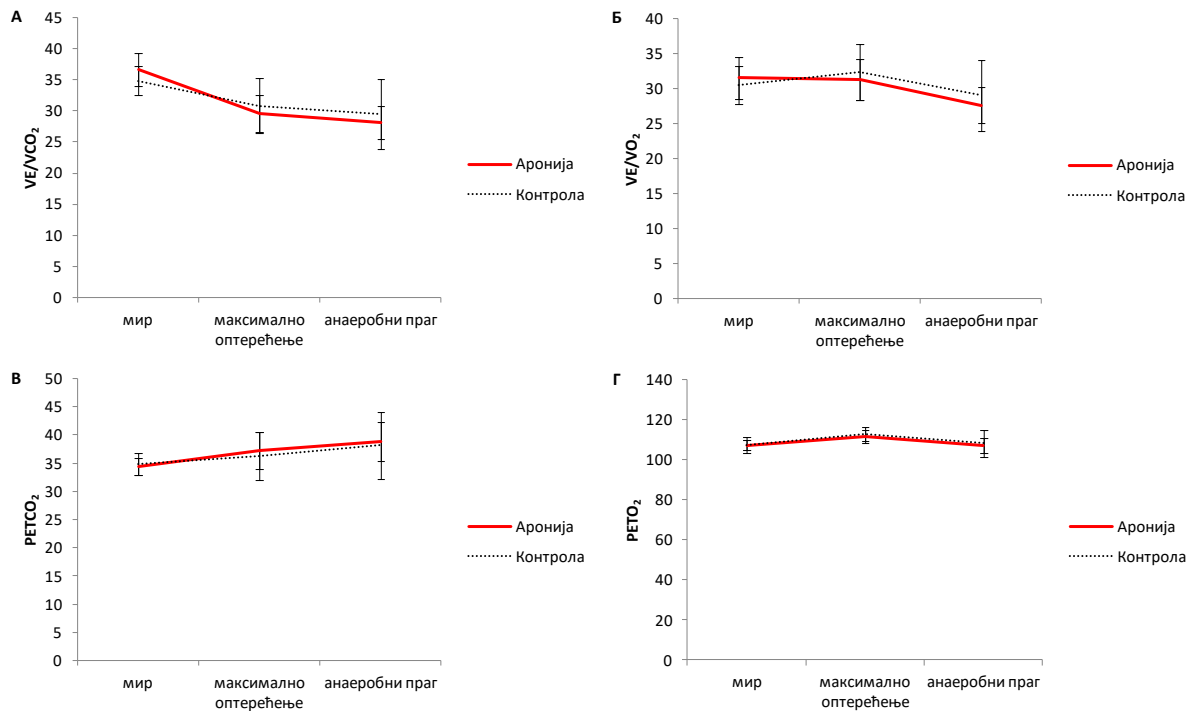 А
45
40
35
30
25
20
15
10
5
0
VE/VCO₂
мир
максимално
оптерећење
анаеробни праг
Аронија
Контрола
Б
40
35
30
25
20
15
10
5
0
VE/VO₂
мир
максимално
оптерећење
анаеробни праг
Аронија
Контрола
В
50
45
40
35
30
25
20
15
10
5
0
PETCO₂
мир
максимално
оптерећење
анаеробни праг
Аронија
Контрола
Г
140
120
100
80
60
40
20
0
PETO₂
мир
максимално
оптерећење
анаеробни праг
Аронија
Контрола